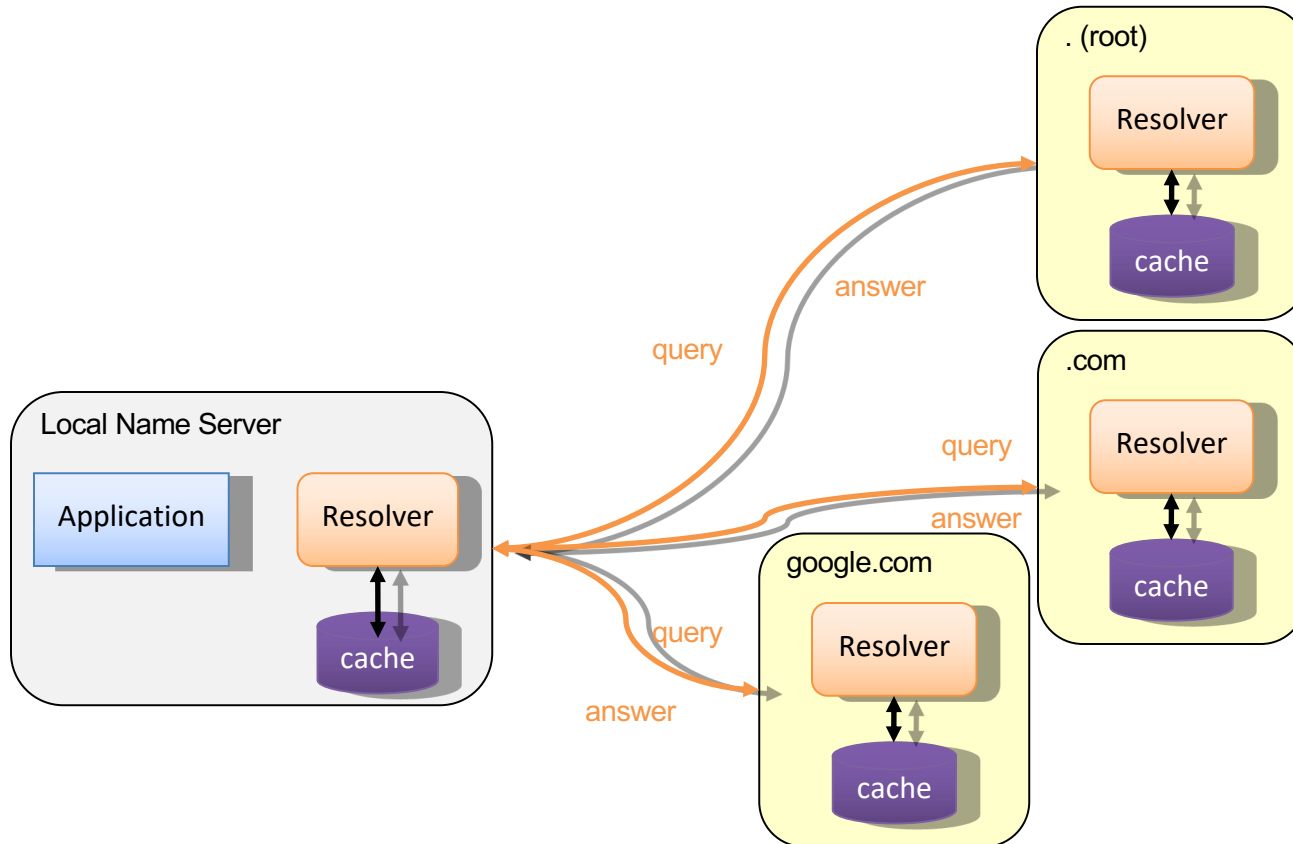 . (root)
Resolver
cache
answer
query
.com
Local Name Server
Resolver
query
Application
Resolver
answer
google.com
cache
query
Resolver
cache
answer
cache